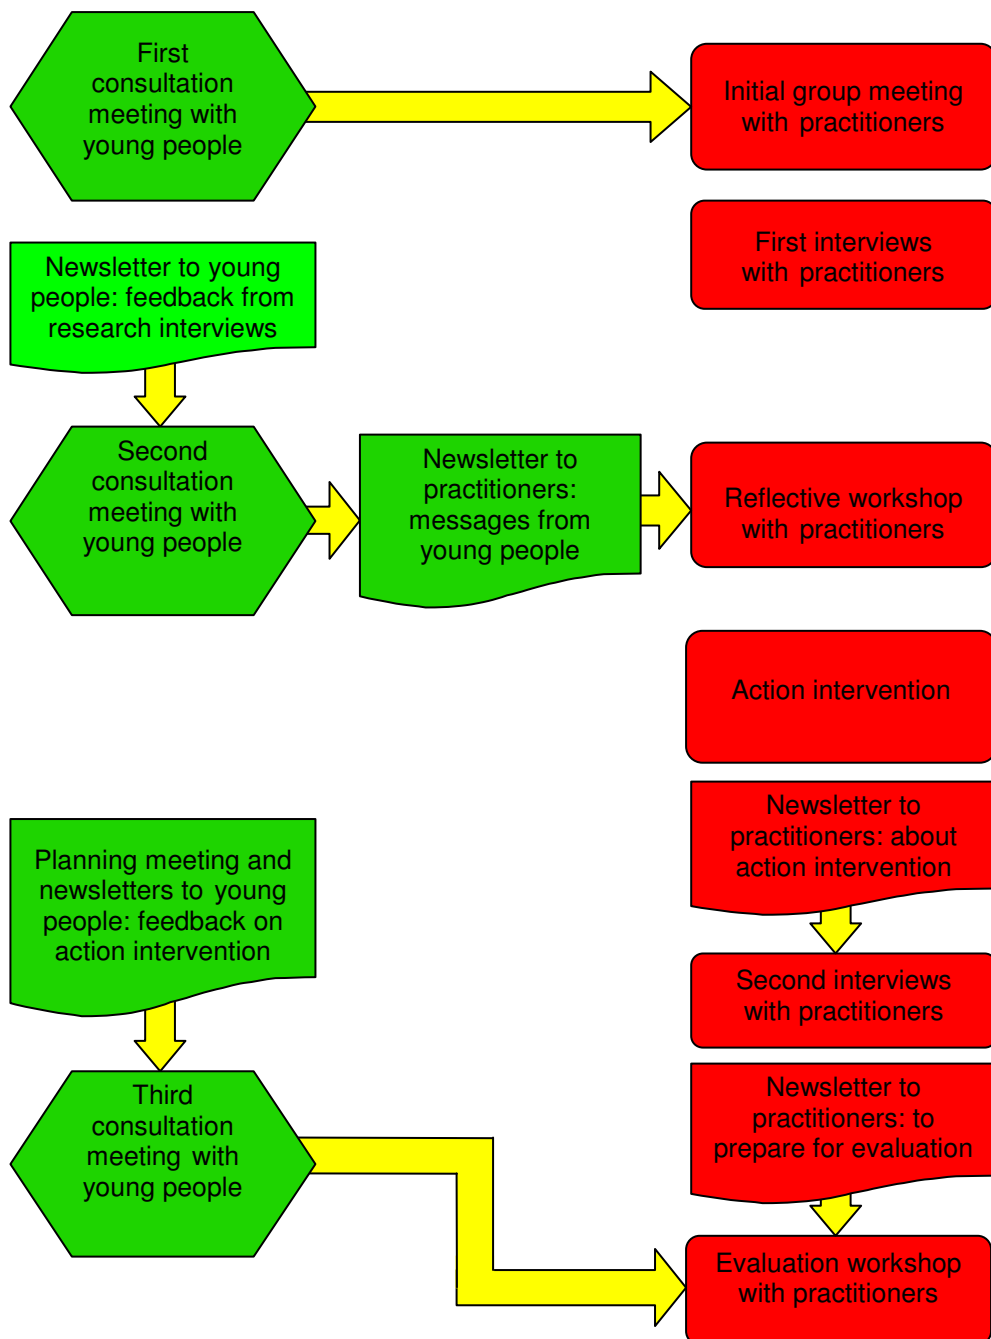 First
consultation
meeting with
young people
Initial group meeting
with practitioners
First interviews
with practitioners
Newsletter to young
people: feedback from
research interviews
Second
consultation
meeting with
young people
Newsletter to
practitioners:
messages from
young people
Reflective workshop
with practitioners
Action intervention
Newsletter to
practitioners: about
action intervention
Planning meeting and
newsletters to young
people: feedback on
action intervention
Second interviews
with practitioners
Third
consultation
meeting with
young people
Newsletter to
practitioners: to
prepare for evaluation
Evaluation workshop
with practitioners